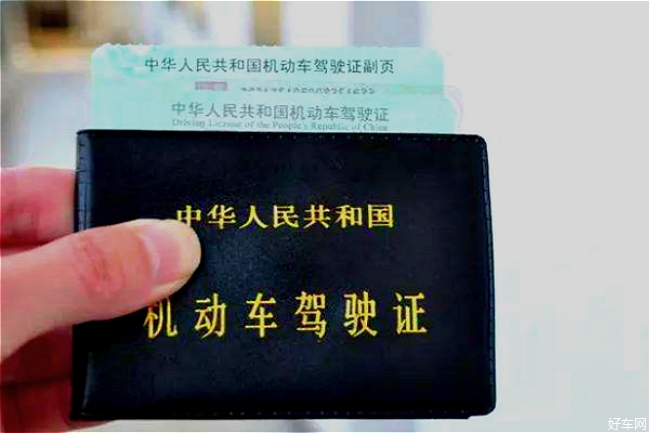 中华人民共和国机动车驾驶证副页
中华人民共和国机动车驾驶证
Driving License of the People's Republic of China
中华人民共和国
机动车驾驶证
好车网